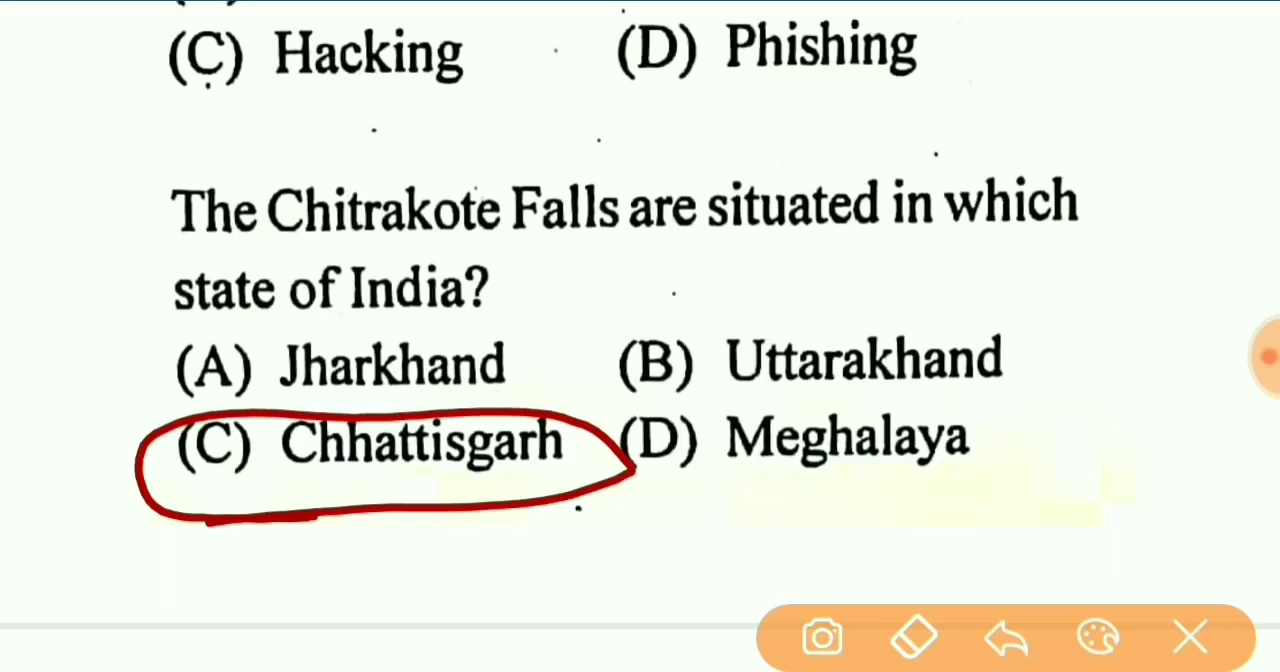 (C) Hacking (D) Phishing
The Chitrakote Falls are situated in which
state of India?
(A) Jharkhand (B) Uttarakhand
(C) Chhattisgarh (D) Meghalaya